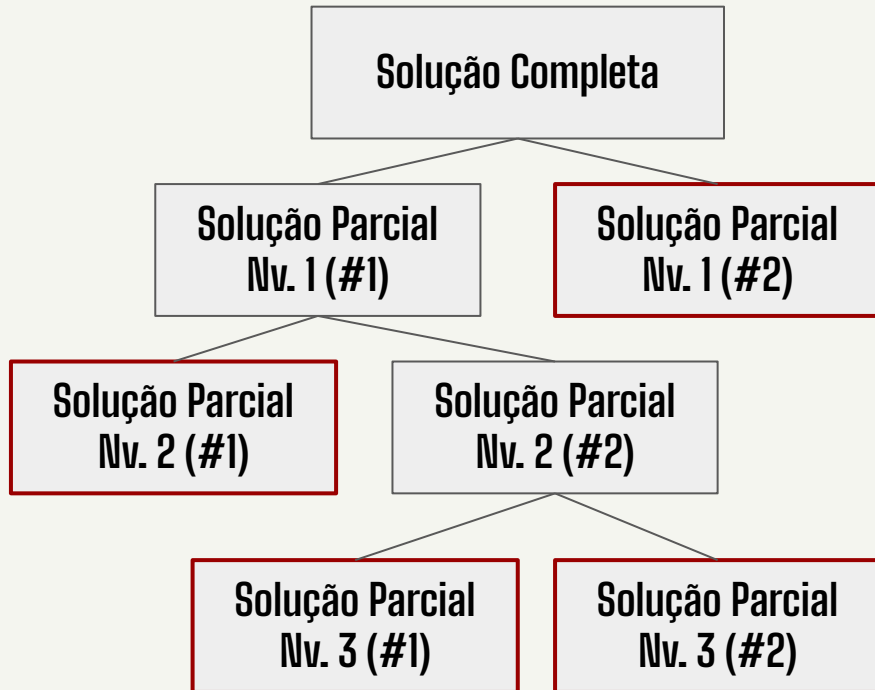 Solução Completa
Solução Parcial
Nv. 1 (#1)
Solução Parcial
Nv. 1 (#2)
Solução Parcial
Nv. 2 (#1)
Solução Parcial
Nv. 2 (#2)
Solução Parcial
Nv. 3 (#1)
Solução Parcial
Nv. 3 (#2)